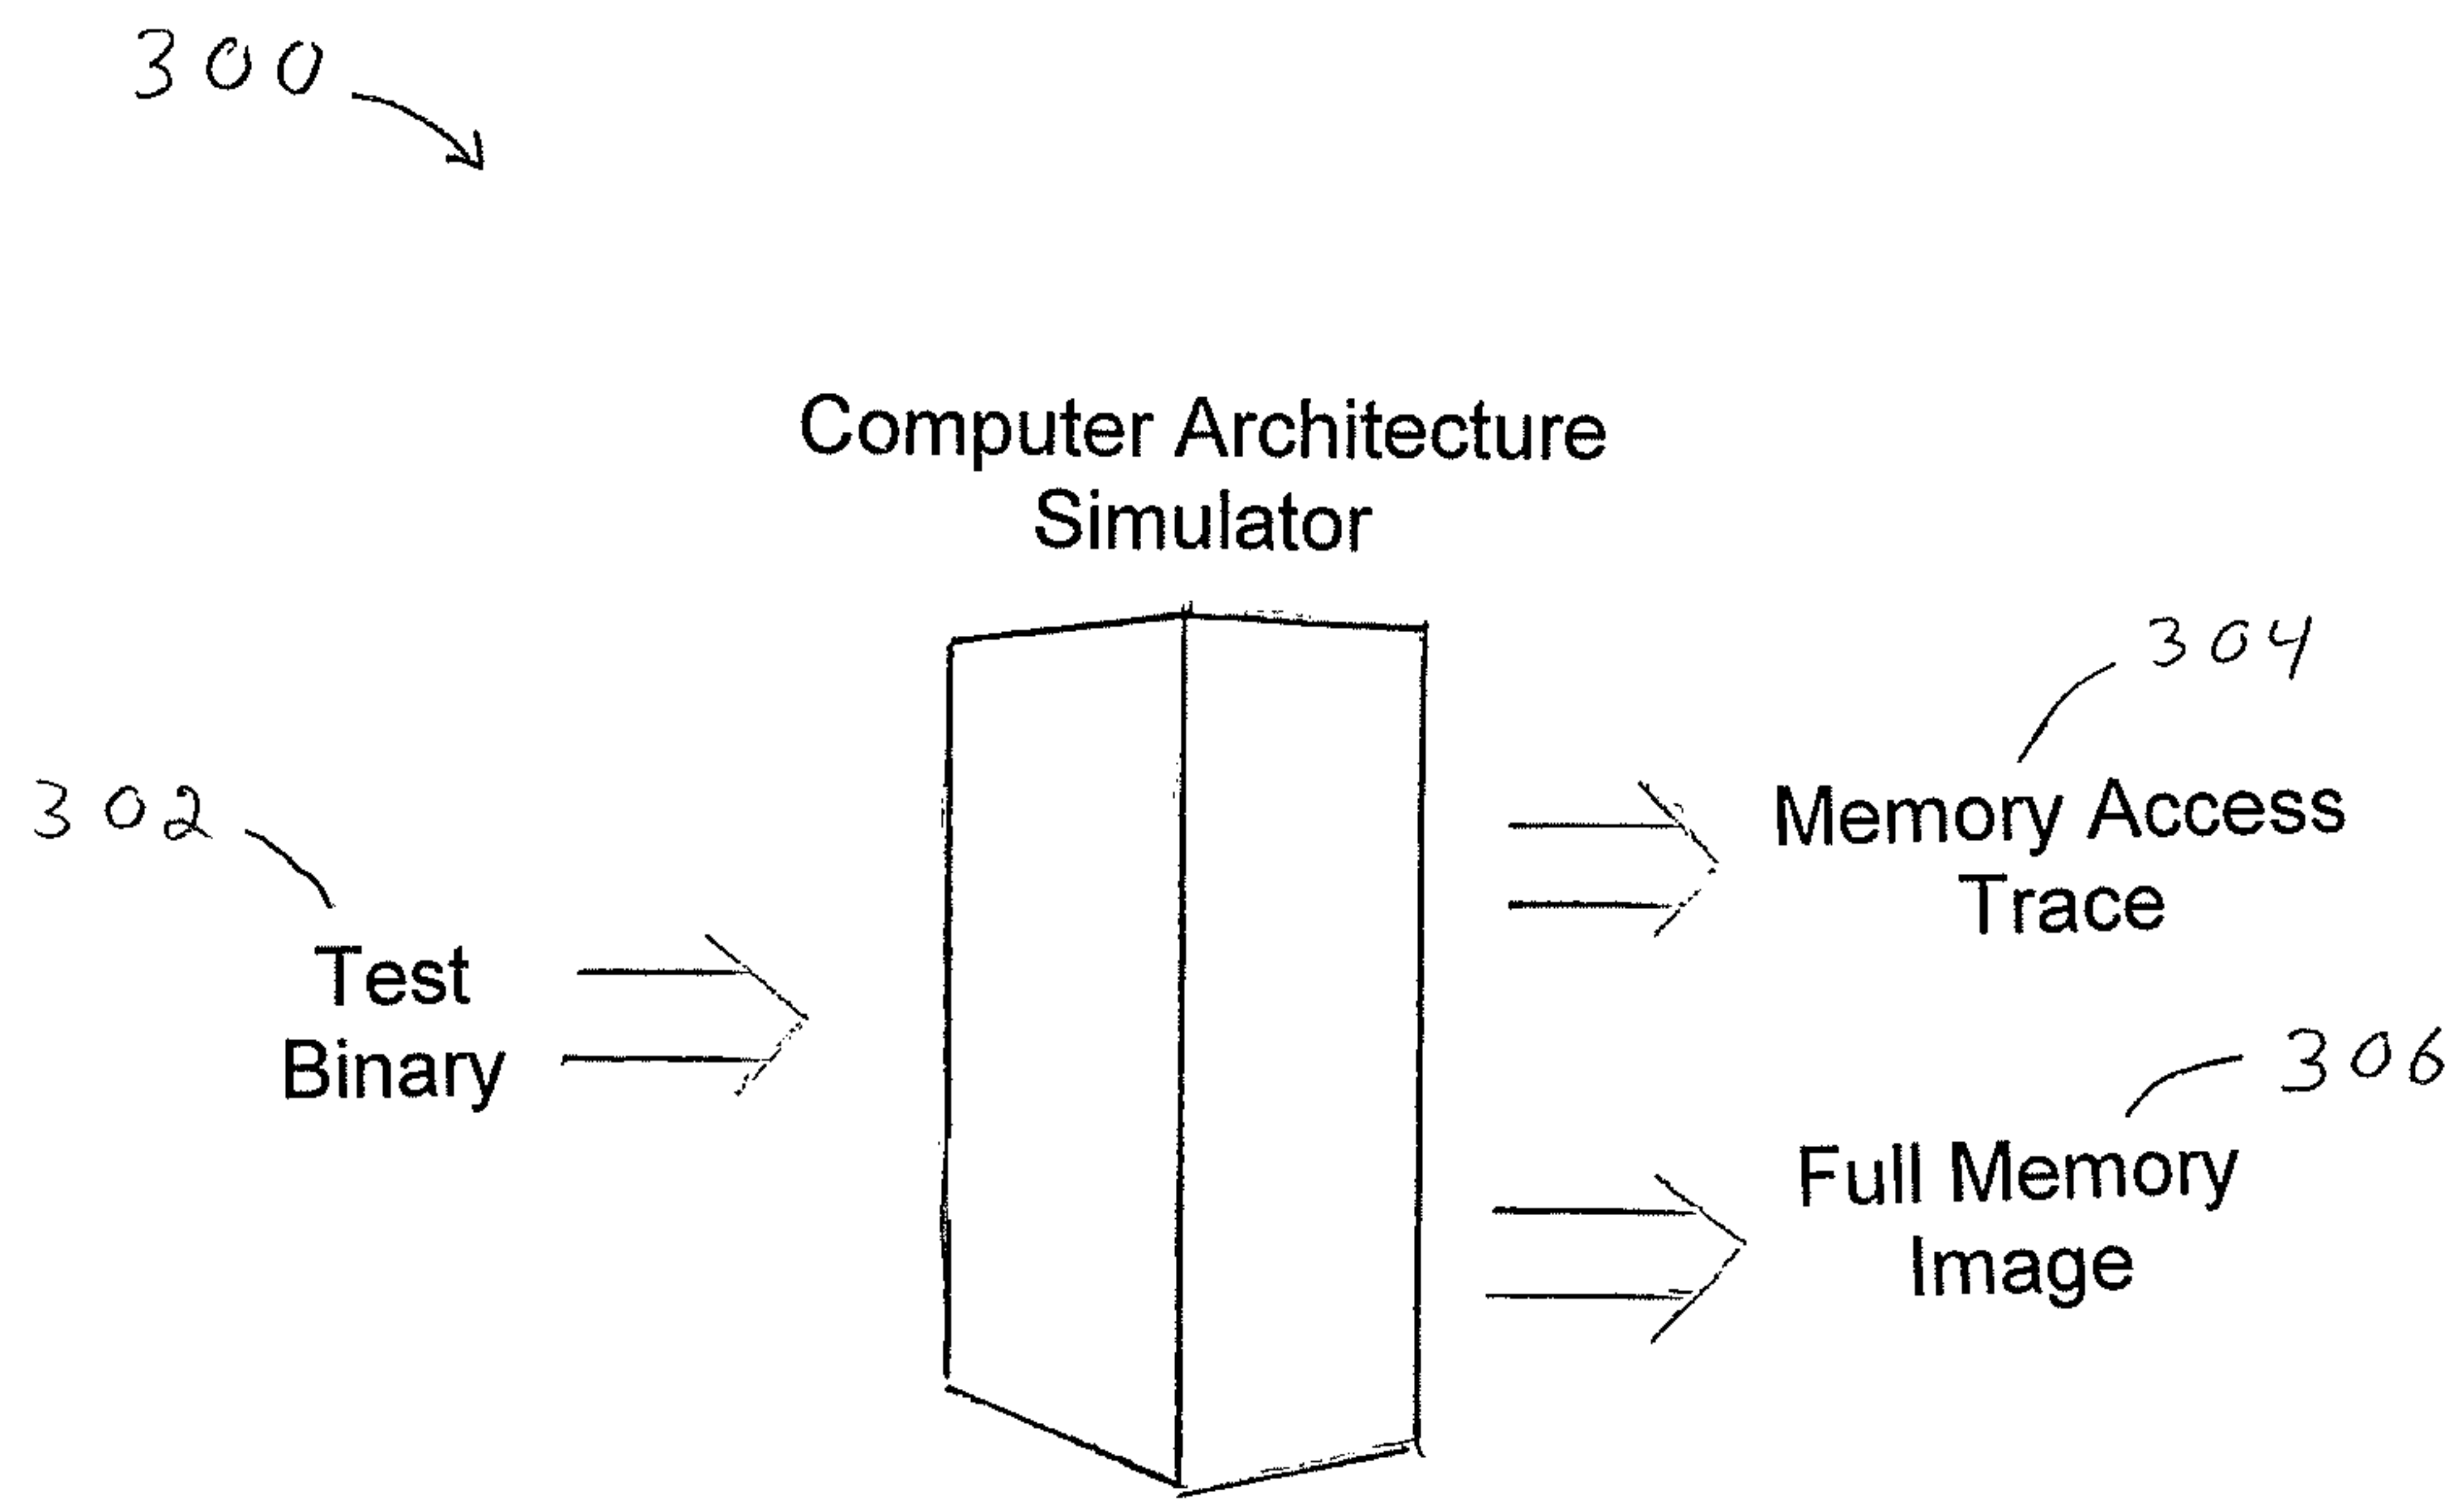 300
Computer Architecture
Simulator
304
302
Memory Access
Trace
Test
Binary
306
Full Memory
Image